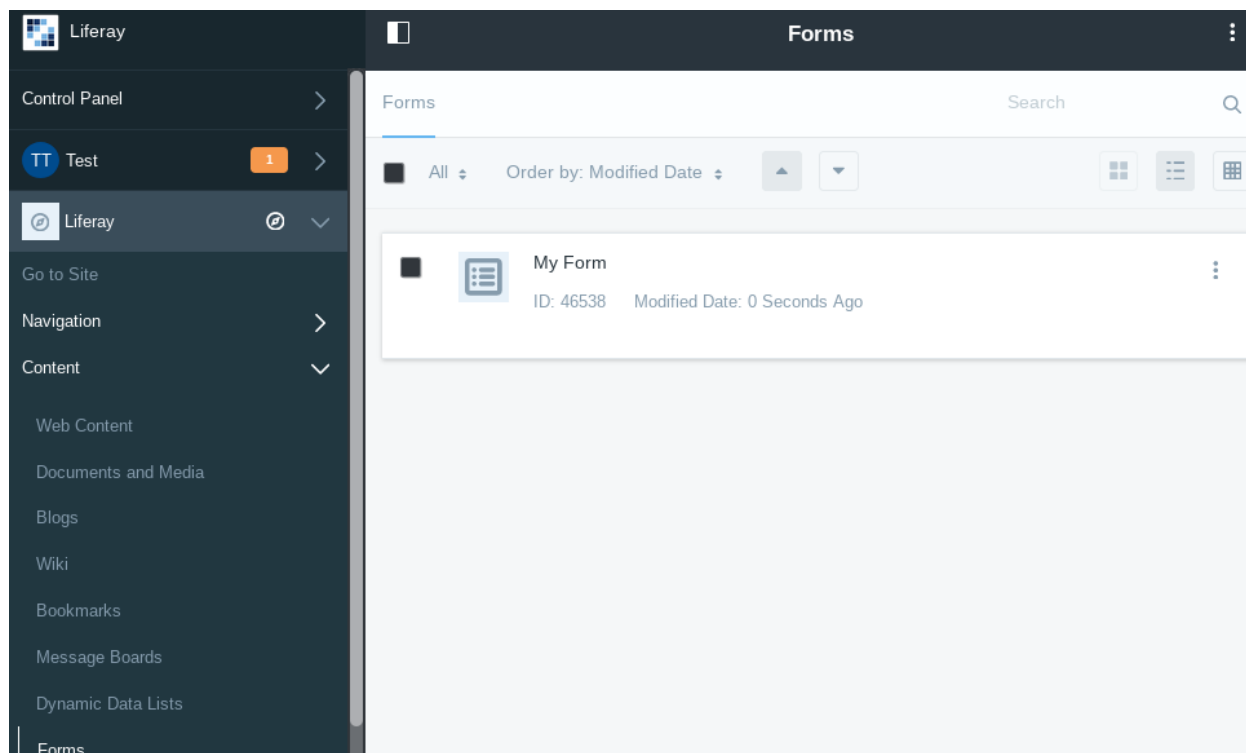 Liferay
Forms
Control Panel
TT Test 1
Liferay
Go to Site
Navigation
Content
Web Content
Documents and Media
Blogs
Wiki
Bookmarks
Message Boards
Dynamic Data Lists
Forms
Forms Search
All Order by: Modified Date
My Form
ID: 46538 Modified Date: 0 Seconds Ago